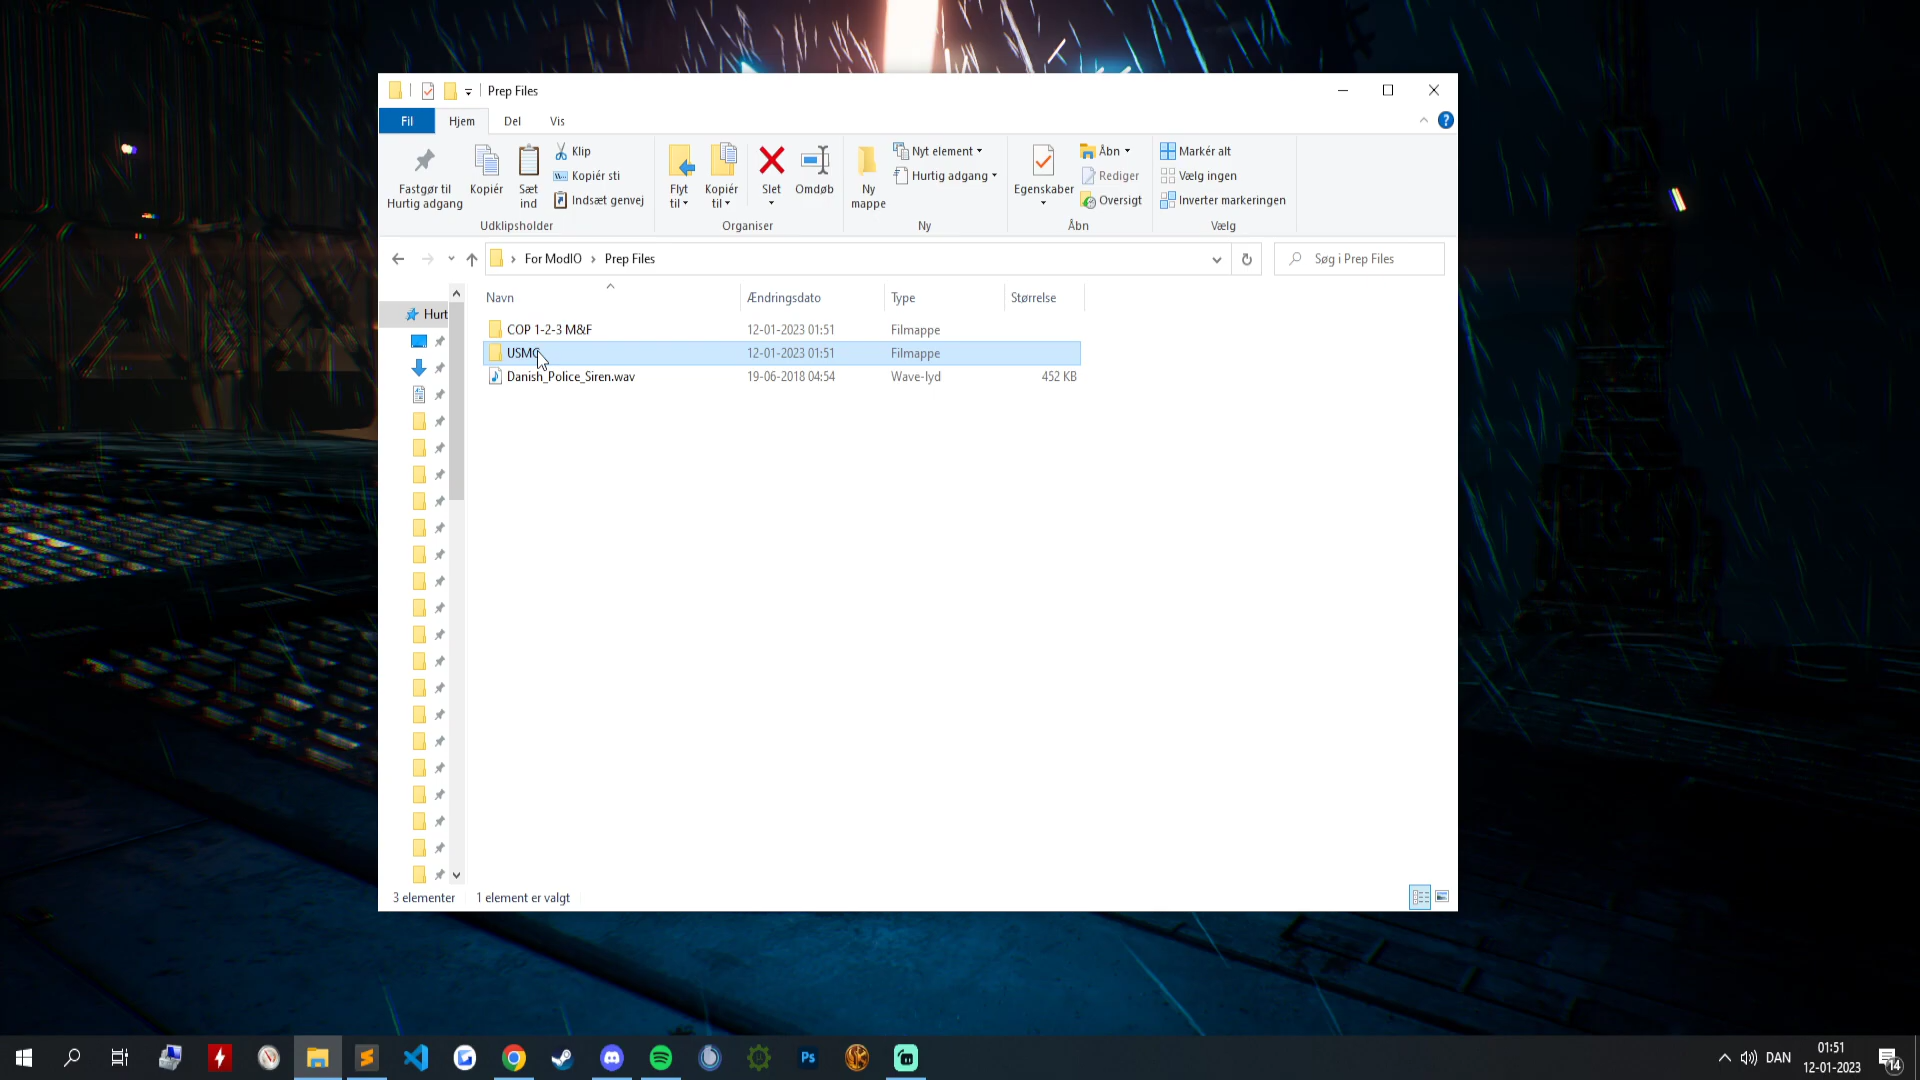 Prep Files
Fil Hjem Del Vis
Fastgør til Hurtig adgang
Kopiér
Sæt ind
Klip
Kopiér sti
Indsæt genvej
Udklipsholder
Flyt til
Kopiér til
Slet
Omdøb
Organiser
Ny mappe
Nyt element
Hurtig adgang
Ny
Egenskaber
Åbn
Rediger
Oversigt
Åbn
Markér alt
Vælg ingen
Inverter markeringen
Vælg
For ModIO Prep Files
Søg i Prep Files
Hurt
Navn Ændringsdato Type Størrelse
COP 1-2-3 M&F 12-01-2023 01:51 Filmappe
USMC 12-01-2023 01:51 Filmappe
Danish_Police_Siren.wav 19-06-2018 04:54 Wave-lyd 452 KB
3 elementer 1 element er valgt
Ps
DAN
01:51
12-01-2023
14